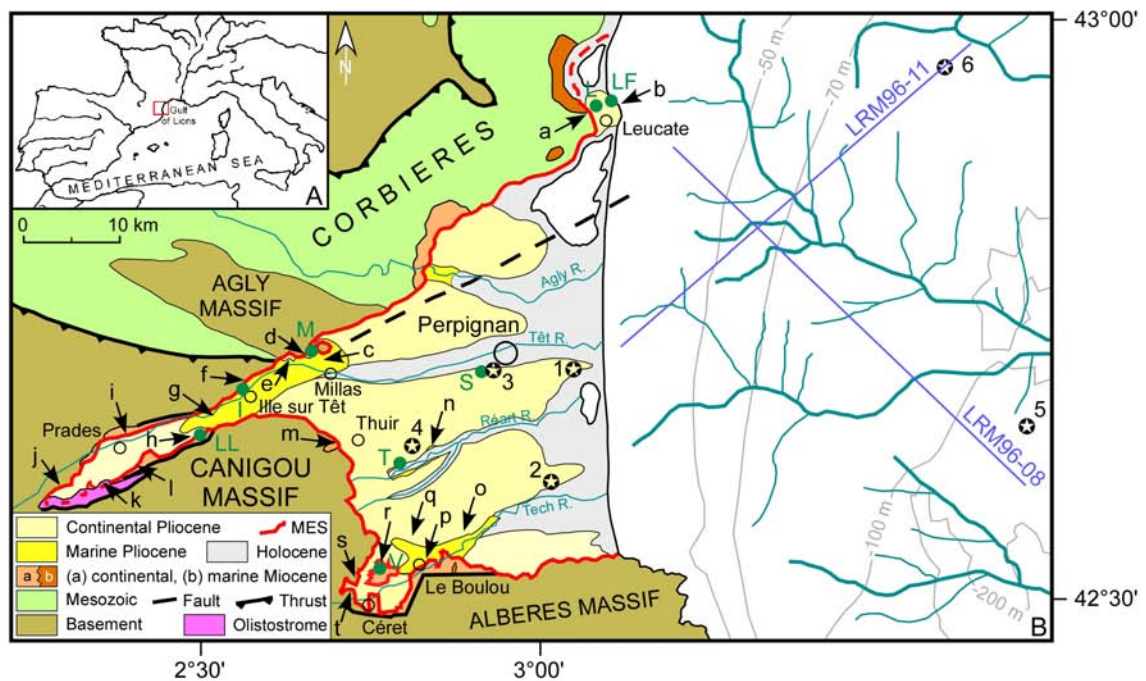 43°00'
42°30'
2°30'
3°00'
Gulf
of Lions
MEDITERRANEAN SEA
A
0 10 km
N
CORBIERES
AGLY
MASSIF
CANIGOU
MASSIF
ALBERES MASSIF
L
LF
a
b
Leucate
Agly R.
Perpignan
Têt R.
M
d
c
e
Millas
f
g
I
Ille sur Têt
i
Prades
h
LL
j
k
l
S
3
1
Réart R.
Thuir
4
n
m
T
2
q
o
Tech R.
r
p
V
s
t
Le Boulou
Céret
-50 m
-70 m
-100 m
-200 m
LRM96-11
LRM96-08
6
5
B
Continental Pliocene
MES
Marine Pliocene
Holocene
a b (a) continental, (b) marine Miocene
Mesozoic
Fault
Thrust
Basement
Olistostrome